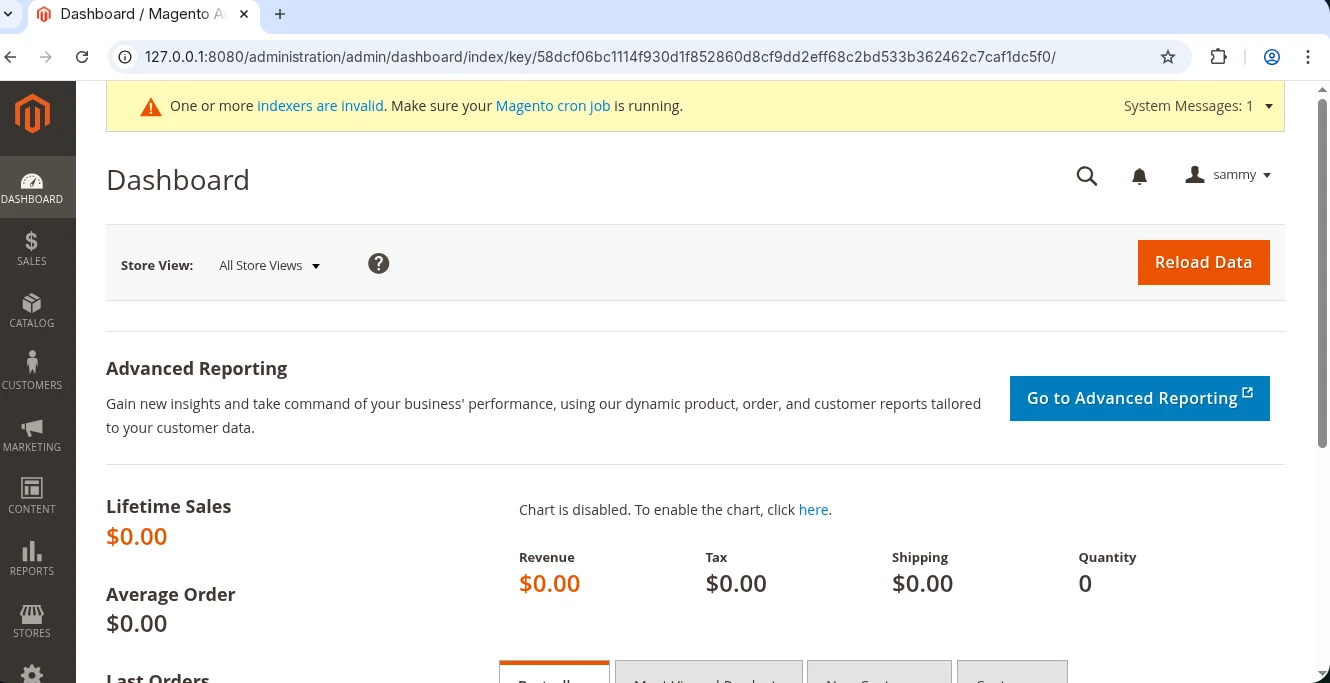 Dashboard / Magento A
127.0.0.1:8080/administration/admin/dashboard/index/key/58dcf06bc1114f930d1f852860d8cf9dd2eff68c2bd533b362462c7caf1dc5f0/
One or more indexers are invalid. Make sure your Magento cron job is running.
System Messages: 1
Dashboard
sammy
DASHBOARD
SALES
CATALOG
CUSTOMERS
MARKETING
CONTENT
REPORTS
STORES
Store View:
All Store Views
?
Reload Data
Advanced Reporting
Gain new insights and take command of your business' performance, using our dynamic product, order, and customer reports tailored
to your customer data.
Go to Advanced Reporting
Lifetime Sales
$0.00
Chart is disabled. To enable the chart, click here.
Revenue
$0.00
Tax
$0.00
Shipping
$0.00
Quantity
0
Average Order
$0.00
Last Orders